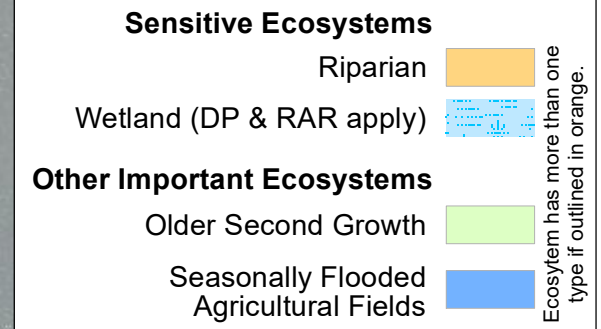 Sensitive Ecosystems
Riparian
Wetland (DP & RAR apply)
Other Important Ecosystems
Older Second Growth
Seasonally Flooded
Agricultural Fields
Ecosytem has more than one
type if outlined in orange.